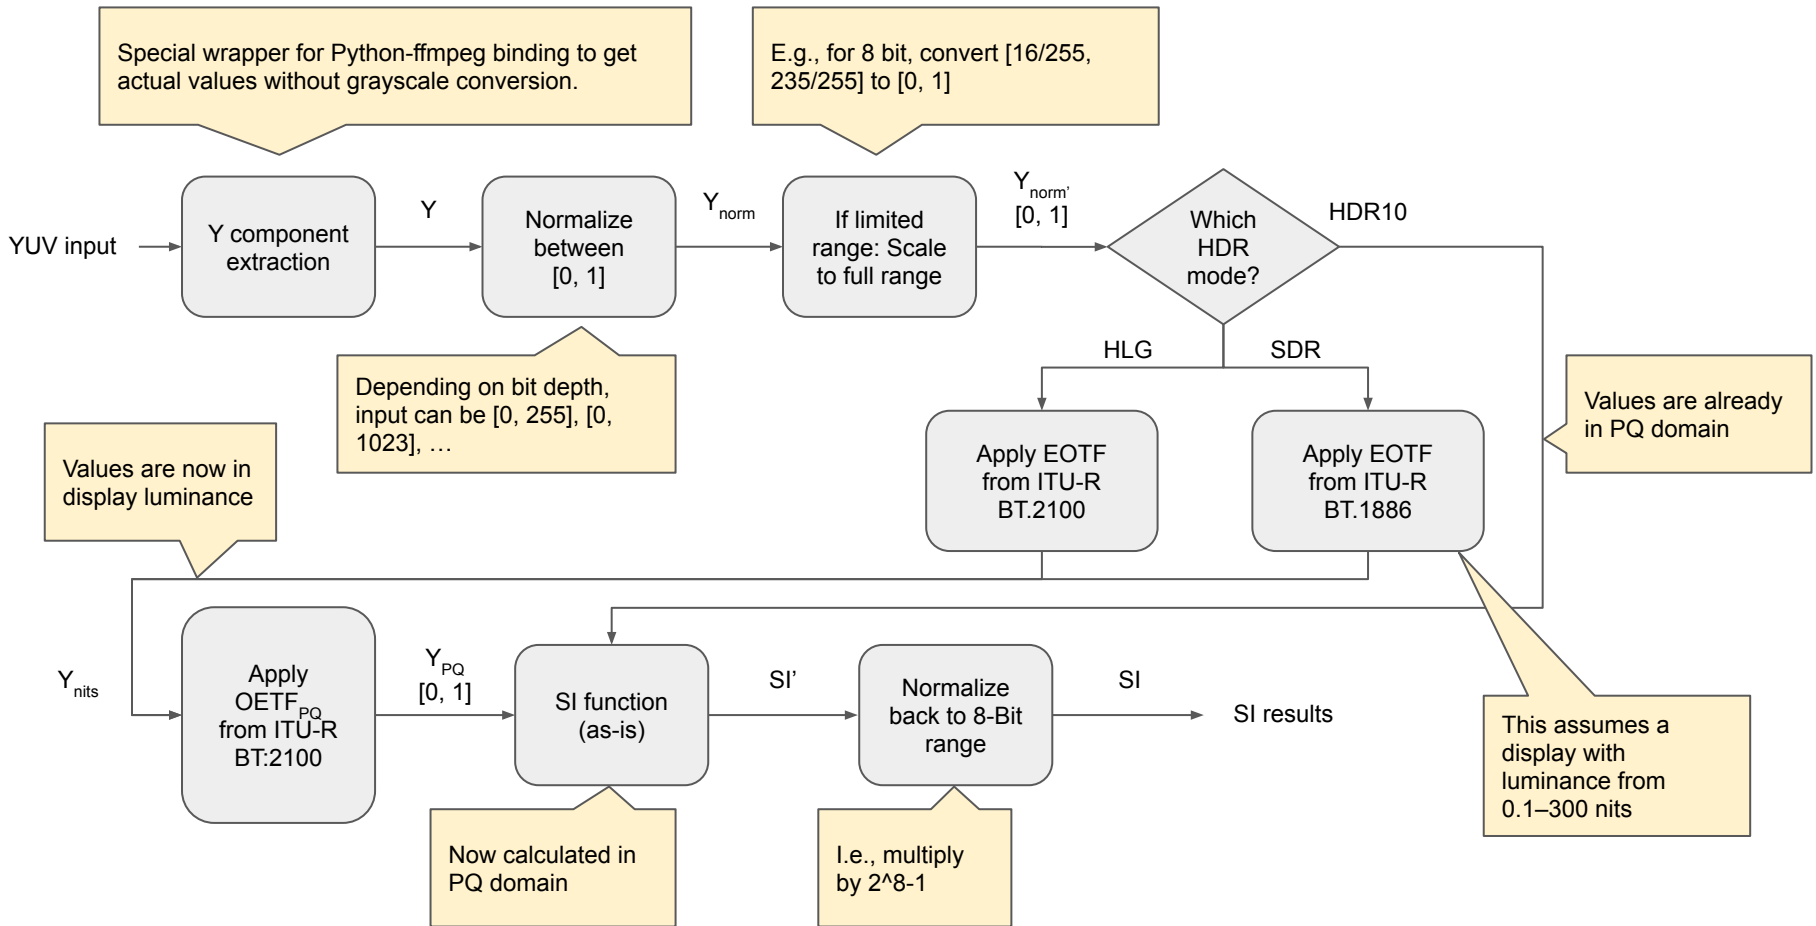 Special wrapper for Python-ffmpeg binding to get
actual values without grayscale conversion.
E.g., for 8 bit, convert [16/255,
235/255] to [0, 1]
YUV input
Y component
extraction
Y
Normalize
between
[0, 1]
Ynorm
If limited
range: Scale
to full range
Ynorm'
[0, 1]
Which
HDR
mode?
HDR10
HLG
SDR
Depending on bit depth,
input can be [0, 255], [0,
1023], …
Values are already
in PQ domain
Values are now in
display luminance
Apply EOTF
from ITU-R
BT.2100
Apply EOTF
from ITU-R
BT.1886
Ynits
Apply
OETFPQ
from ITU-R
BT:2100
YPQ
[0, 1]
SI function
(as-is)
SI'
Normalize
back to 8-Bit
range
SI
SI results
This assumes a
display with
luminance from
0.1–300 nits
Now calculated in
PQ domain
I.e., multiply
by 2^8-1